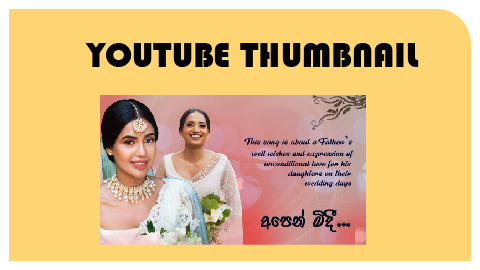 YOUTUBE THUMBNAIL
This song is about a Father's
well wishes and expression of
unconditional love for his
daughters on their
wedding days
අපෙන් මිදී...